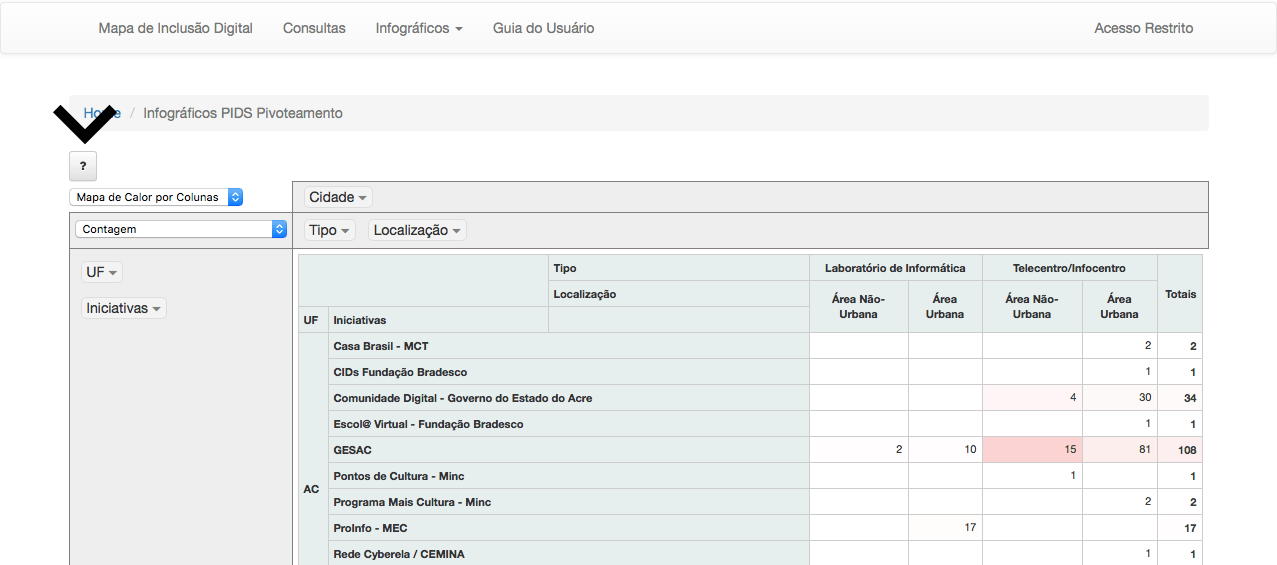 Mapa de Inclusão Digital Consultas Infográficos Guia do Usuário Acesso Restrito
Home / Infográficos PIDS Pivoteamento
?
Mapa de Calor por Colunas Cidade
Contagem Tipo Localização
UF
Iniciativas
Tipo Laboratório de Informática Telecentro/Infocentro Totais
Localização Área Não-Urbana Área Urbana Área Não-Urbana Área Urbana
UF Iniciativas
AC
Casa Brasil - MCT 2 2
CIDs Fundação Bradesco 1 1
Comunidade Digital - Governo do Estado do Acre 4 30 34
Escol@ Virtual - Fundação Bradesco 1 1
GESAC 2 10 15 81 108
Pontos de Cultura - Minc 1 1
Programa Mais Cultura - Minc 2 2
ProInfo - MEC 17 17
Rede Cyberela / CEMINA 1 1